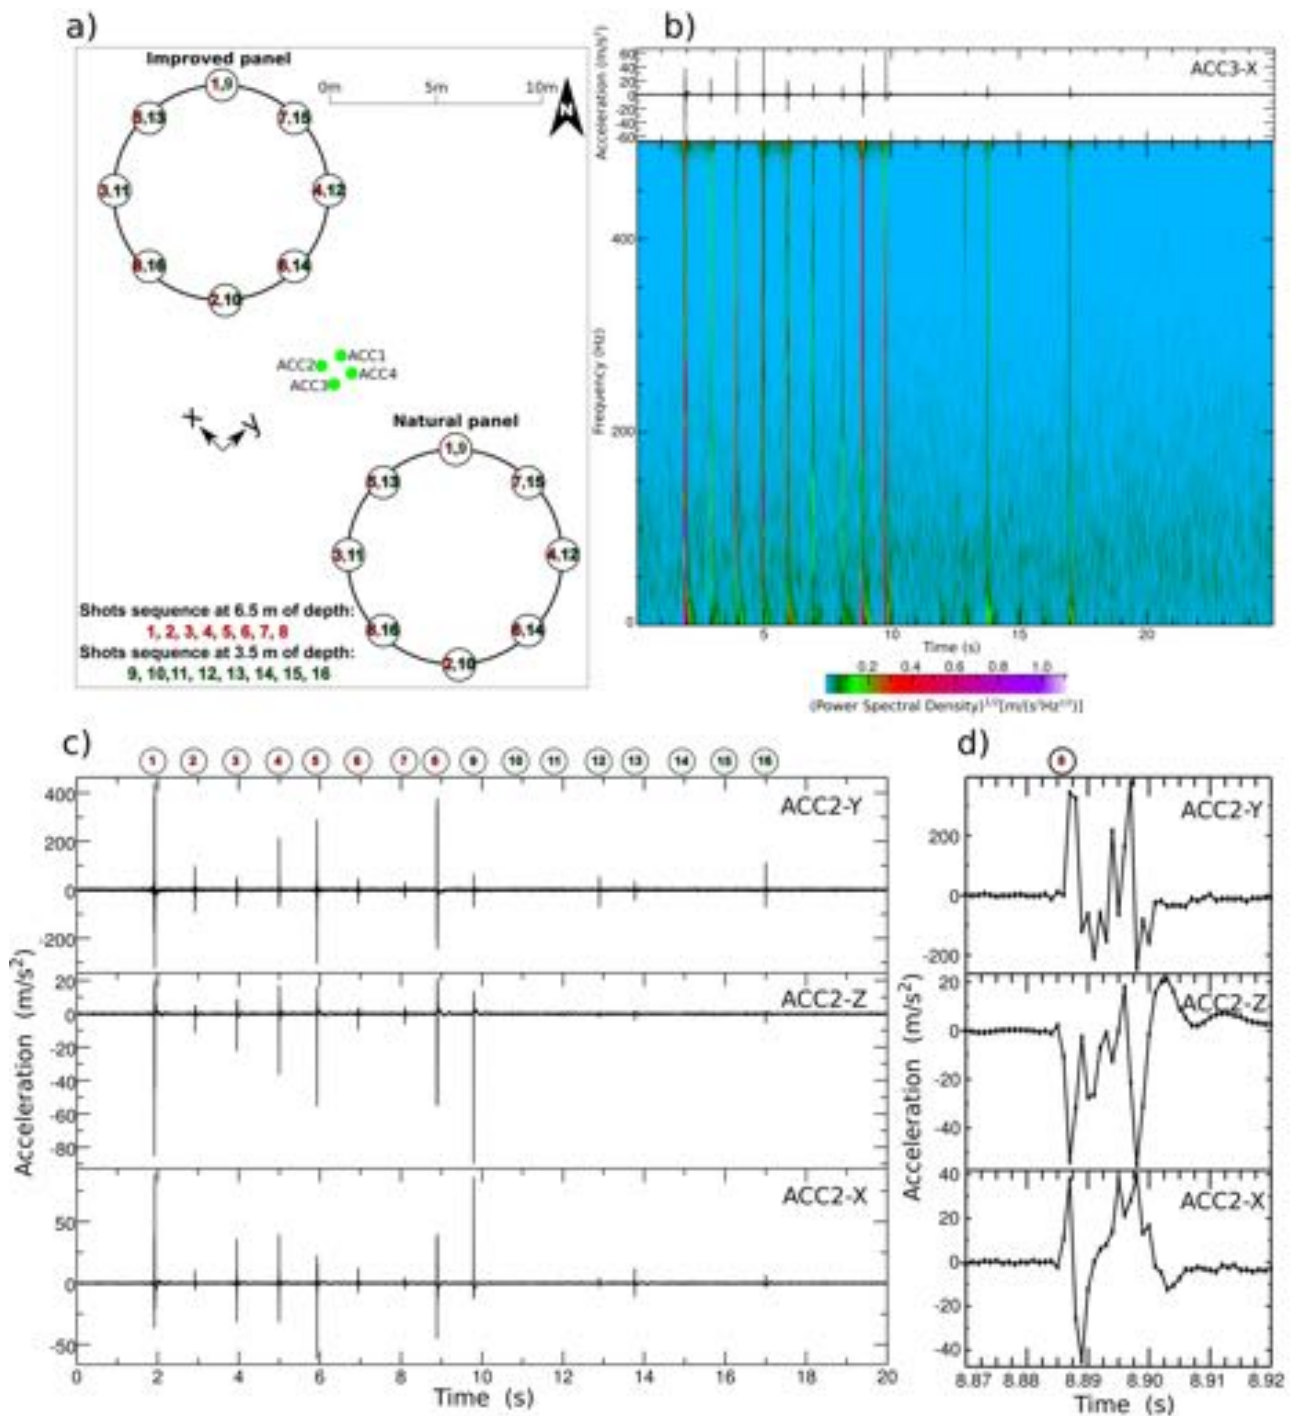 a)
Improved panel
1,9
0m 5m 10m
5,13
7,15
N
3,11
4,12
8,16
6,14
2,10
ACC1
ACC2
ACC4
ACC3
X
y
Natural panel
1,9
5,13
7,15
3,11
4,12
8,16
6,14
2,10
Shots sequence at 6.5 m of depth:
1, 2, 3, 4, 5, 6, 7, 8
Shots sequence at 3.5 m of depth:
9, 10,11, 12, 13, 14, 15, 16
b)
Acceleration (m/s²)
ACC3-X
Frequency (Hz)
400
200
0
5 10 15 20
Time (s)
0.2 0.4 0.6 0.8 1.0
(Power Spectral Density)
c)
1 2 3 4 5 6 7 8 9 10 11 12 13 14 15 16
ACC2-Y
400
200
0
-200
ACC2-Z
20
0
-20
-40
-60
-80
ACC2-X
50
0
-50
Acceleration (m/s²)
0 2 4 6 8 10 12 14 16 18 20
Time (s)
d)
ACC2-Y
200
0
-200
ACC2-Z
20
0
-20
-40
ACC2-X
40
20
0
-20
-40
Acceleration (m/s²)
8.87 8.88 8.89 8.90 8.91 8.92
Time (s)